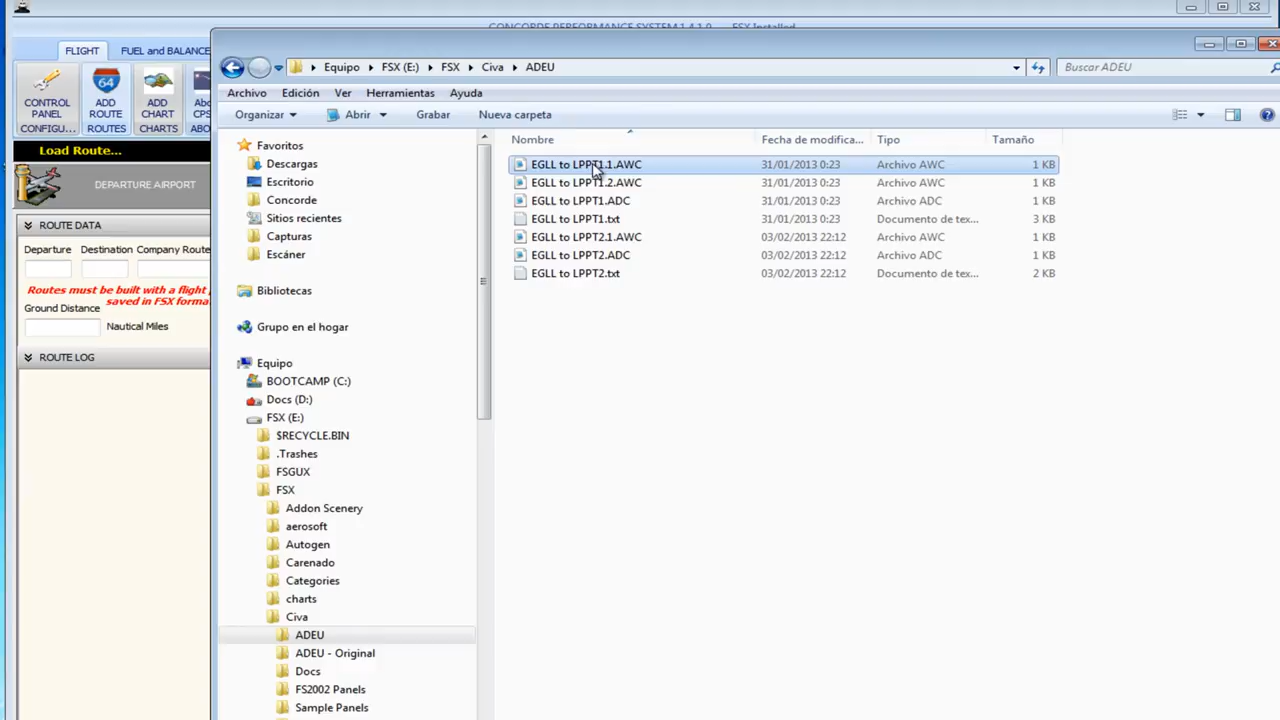 CONCORDE PERFORMANCE SYSTEM 1.4.1.0 FSX Installed
FLIGHT FUEL and BALANCE
CONTROL PANEL CONFIGU...
ADD ROUTE ROUTES
ADD CHART CHARTS
Abo CPS ABO
Load Route...
DEPARTURE AIRPORT
ROUTE DATA
Departure Destination Company Route
Routes must be built with a flight
saved in FSX forma
Ground Distance
Nautical Miles
ROUTE LOG
Equipo FSX (E:) FSX Civa ADEU
Buscar ADEU
Archivo Edición Ver Herramientas Ayuda
Organizar Abrir Grabar Nueva carpeta
Favoritos
Descargas
Escritorio
Concorde
Sitios recientes
Capturas
Escáner
Bibliotecas
Grupo en el hogar
Equipo
BOOTCAMP (C:)
Docs (D:)
FSX (E:)
$RECYCLE.BIN
.Trashes
FSGUX
FSX
Addon Scenery
aerosoft
Autogen
Carenado
Categories
charts
Civa
ADEU
ADEU - Original
Docs
FS2002 Panels
Sample Panels
Nombre Fecha de modifica... Tipo Tamaño
EGLL to LPPT1.1.AWC 31/01/2013 0:23 Archivo AWC 1 KB
EGLL to LPPT1.2.AWC 31/01/2013 0:23 Archivo AWC 1 KB
EGLL to LPPT1.ADC 31/01/2013 0:23 Archivo ADC 1 KB
EGLL to LPPT1.txt 31/01/2013 0:23 Documento de tex... 3 KB
EGLL to LPPT2.1.AWC 03/02/2013 22:12 Archivo AWC 1 KB
EGLL to LPPT2.ADC 03/02/2013 22:12 Archivo ADC 1 KB
EGLL to LPPT2.txt 03/02/2013 22:12 Documento de tex... 2 KB
64